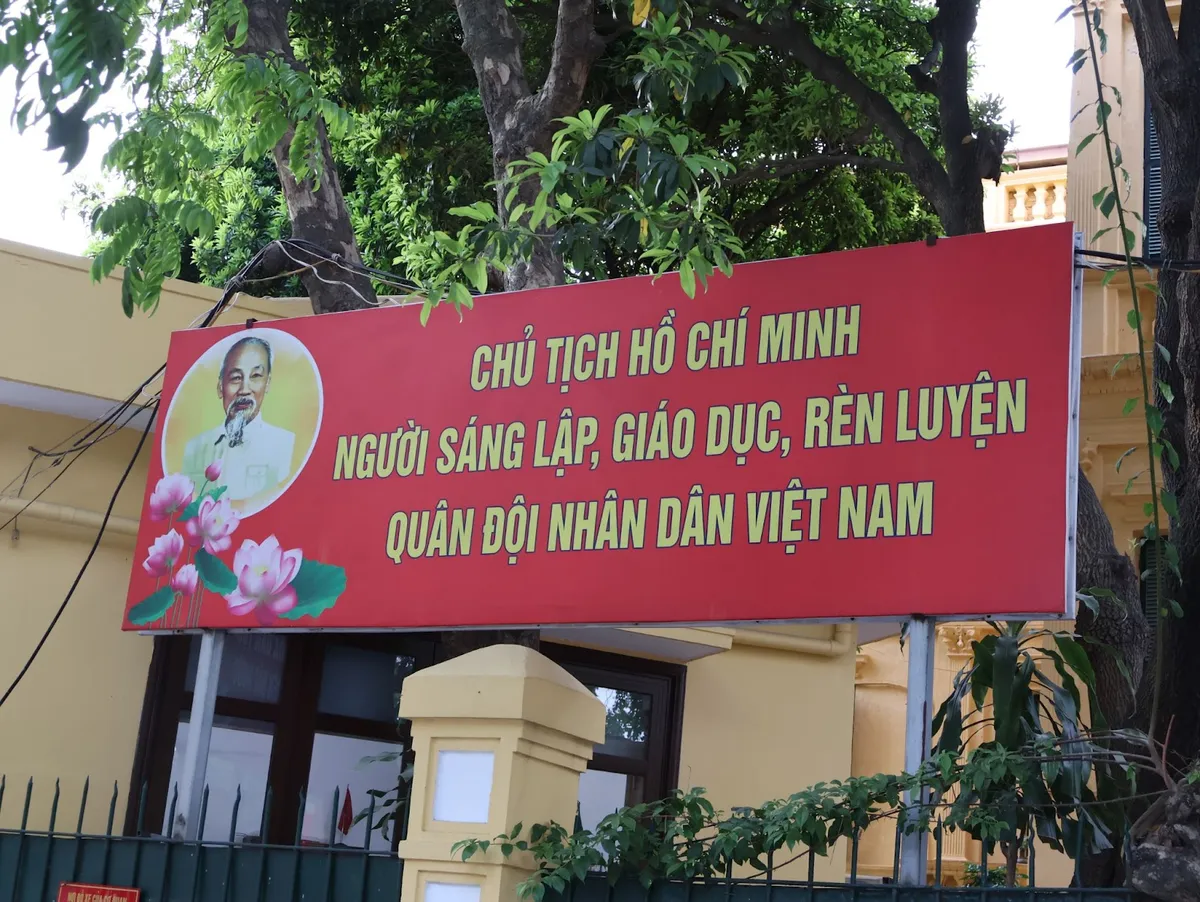 CHỦ TỊCH HỒ CHÍ MINH
NGƯỜI SÁNG LẬP, GIÁO DỤC, RÈN LUYỆN
QUÂN ĐỘI NHÂN DÂN VIỆT NAM